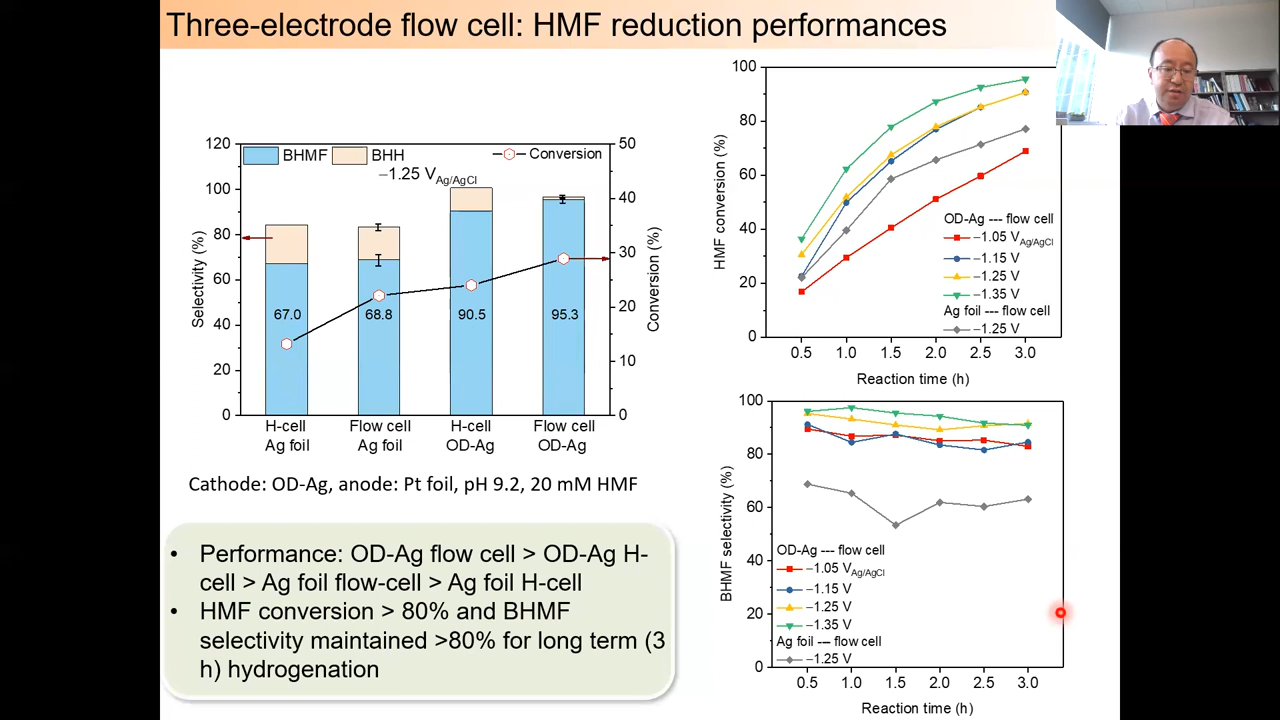 Three-electrode flow cell: HMF reduction performances
120
100
80
60
40
20
0
Selectivity (%)
BHMF
BHH
Conversion
−1.25 VAg/AgCl
67.0
68.8
90.5
95.3
50
40
30
20
10
0
Conversion (%)
H-cell
Ag foil
Flow cell
Ag foil
H-cell
OD-Ag
Flow cell
OD-Ag
Cathode: OD-Ag, anode: Pt foil, pH 9.2, 20 mM HMF
• Performance: OD-Ag flow cell > OD-Ag H-
cell > Ag foil flow-cell > Ag foil H-cell
• HMF conversion > 80% and BHMF
selectivity maintained >80% for long term (3
h) hydrogenation
100
80
60
40
20
0
HMF conversion (%)
OD-Ag --- flow cell
−1.05 VAg/AgCl
−1.15 V
−1.25 V
−1.35 V
Ag foil --- flow cell
−1.25 V
0.5 1.0 1.5 2.0 2.5 3.0
Reaction time (h)
100
80
60
40
20
0
BHMF selectivity (%)
OD-Ag --- flow cell
−1.05 VAg/AgCl
−1.15 V
−1.25 V
−1.35 V
Ag foil --- flow cell
−1.25 V
0.5 1.0 1.5 2.0 2.5 3.0
Reaction time (h)